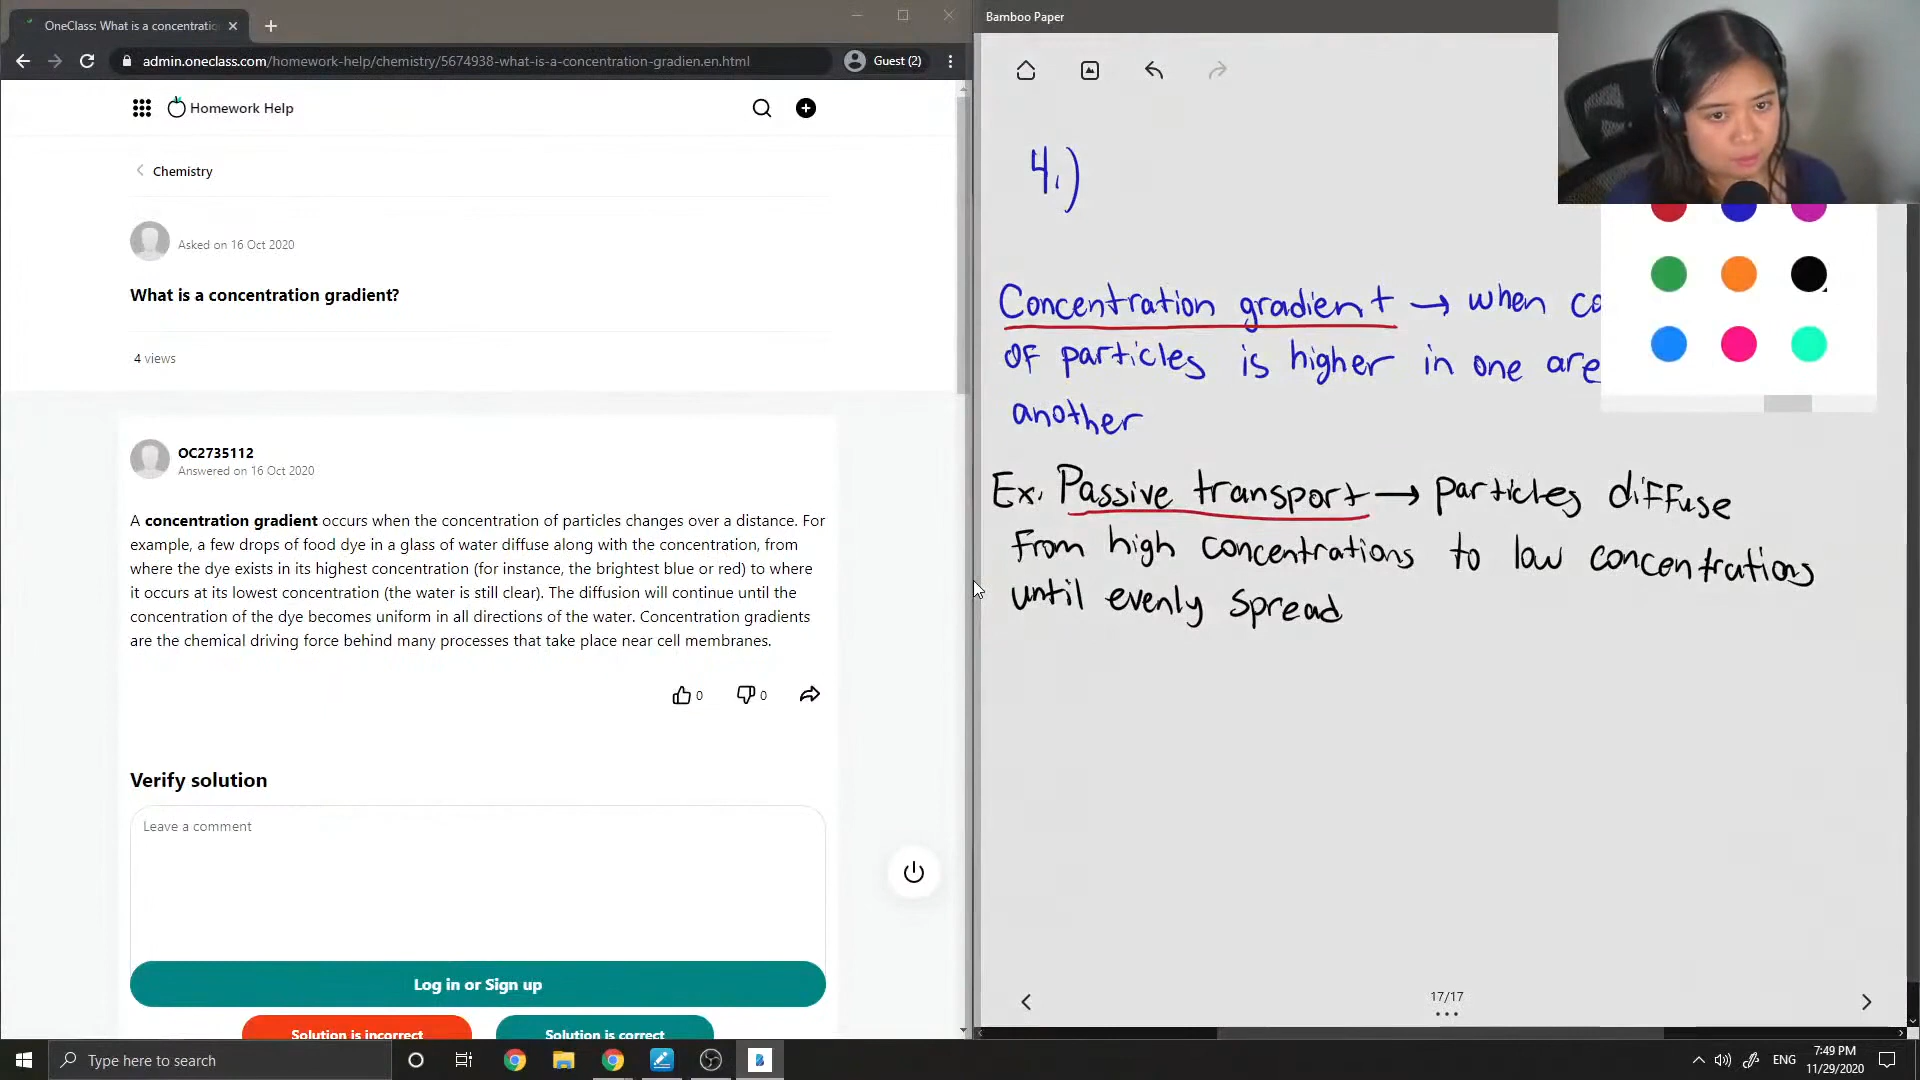 OneClass: What is a concentratio
admin.oneclass.com/homework-help/chemistry/5674938-what-is-a-concentration-gradien.en.html
Guest (2)
Homework Help
Chemistry
Asked on 16 Oct 2020
What is a concentration gradient?
4 views
OC2735112
Answered on 16 Oct 2020
A concentration gradient occurs when the concentration of particles changes over a distance. For
example, a few drops of food dye in a glass of water diffuse along with the concentration, from
where the dye exists in its highest concentration (for instance, the brightest blue or red) to where
it occurs at its lowest concentration (the water is still clear). The diffusion will continue until the
concentration of the dye becomes uniform in all directions of the water. Concentration gradients
are the chemical driving force behind many processes that take place near cell membranes.
0 0
Verify solution
Leave a comment
Log in or Sign up
Solution is incorrect Solution is correct
Bamboo Paper
4.)
Concentration gradient → when co
of particles is higher in one are
another
Ex. Passive transport → particles diffuse
from high concentrations to low concentrations
until evenly spread
17/17
Type here to search
ENG
7:49 PM
11/29/2020